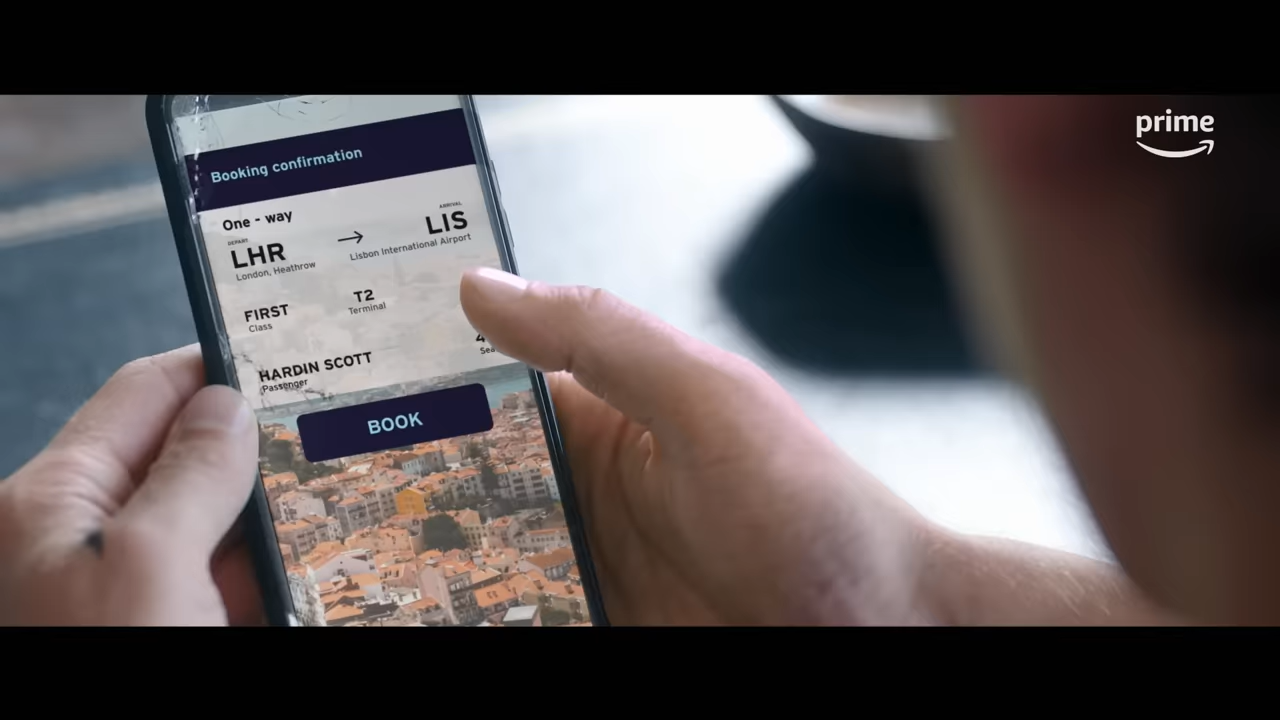 prime
Booking confirmation
One - way
DEPART
ARRIVAL
LHR → LIS
London, Heathrow
Lisbon International Airport
FIRST
Class
T2
Terminal
HARDIN SCOTT
Passenger
BOOK